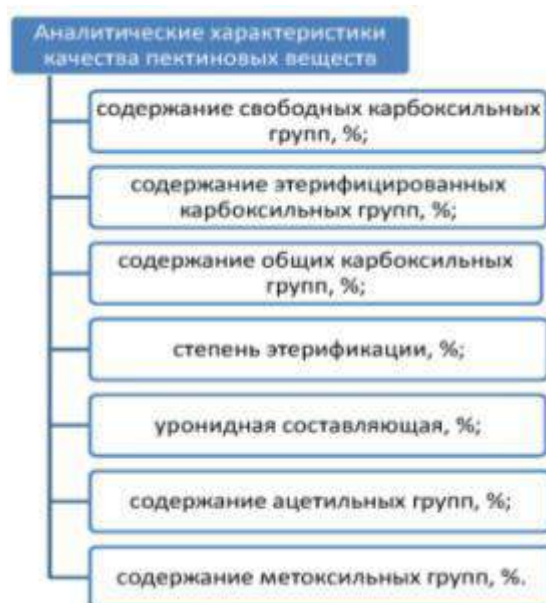 Аналитические характеристики
качества пектиновых веществ
содержание свободных карбоксильных
групп, %;
содержание этерифицированных
карбоксильных групп, %;
содержание общих карбоксильных
групп, %;
степень этерификации, %;
уронидная составляющая, %;
содержание ацетильных групп, %;
содержание метоксильных групп, %.